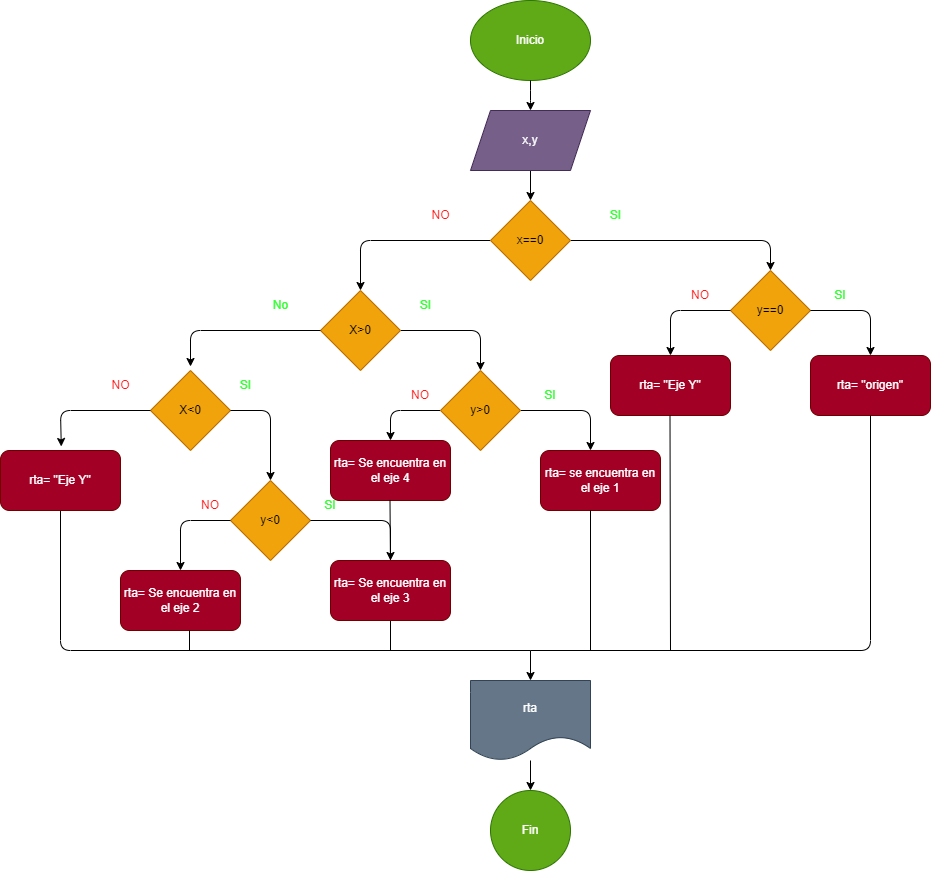 Inicio
x,y
NO
SI
x==0
No
SI
NO
SI
X>0
y==0
NO
SI
NO
SI
rta= "Eje Y"
rta= "origen"
X<0
y>0
rta= "Eje Y"
rta= Se encuentra en
el eje 4
rta= se encuentra en
el eje 1
NO
SI
y<0
rta= Se encuentra en
el eje 2
rta= Se encuentra en
el eje 3
rta
Fin